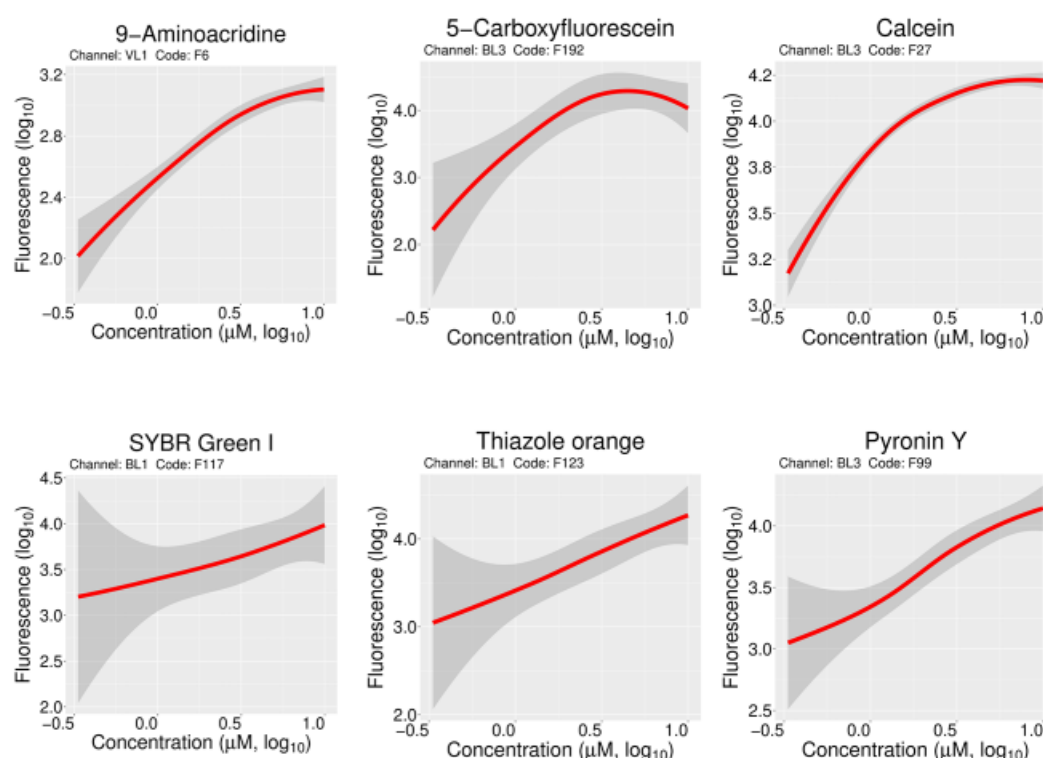 9−Aminoacridine
Channel: VL1 Code: F6
3.2
2.8
2.4
2.0
Fluorescence (log10)
−0.5 0.0 0.5 1.0
Concentration (μM, log10)
5−Carboxyfluorescein
Channel: BL3 Code: F192
4.0
3.0
2.0
Fluorescence (log10)
−0.5 0.0 0.5 1.0
Concentration (μM, log10)
Calcein
Channel: BL3 Code: F27
4.2
4.0
3.8
3.5
3.2
3.0
Fluorescence (log10)
−0.5 0.0 0.5 1.0
Concentration (μM, log10)
SYBR Green I
Channel: BL1 Code: F117
4.5
4.0
3.5
3.0
2.5
2.0
Fluorescence (log10)
−0.5 0.0 0.5 1.0
Concentration (μM, log10)
Thiazole orange
Channel: BL1 Code: F123
4.0
3.0
2.0
Fluorescence (log10)
−0.5 0.0 0.5 1.0
Concentration (μM, log10)
Pyronin Y
Channel: BL3 Code: F99
4.0
3.5
3.0
2.5
Fluorescence (log10)
−0.5 0.0 0.5 1.0
Concentration (μM, log10)